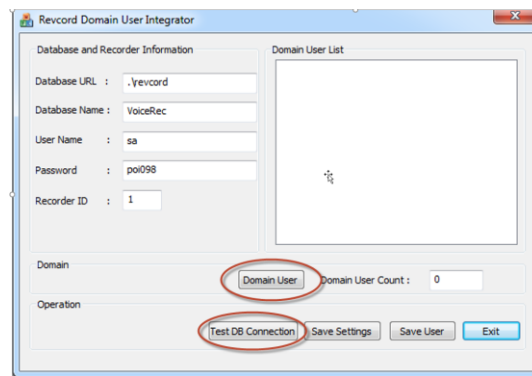 Revcord Domain User Integrator
Database and Recorder Information
Database URL : .\revcord
Database Name : VoiceRec
User Name : sa
Password : poi098
Recorder ID : 1
Domain User List
Domain
Domain User Domain User Count : 0
Operation
Test DB Connection Save Settings Save User Exit